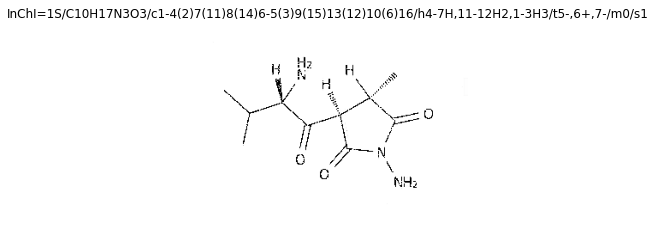 InChI=1S/C10H17N3O3/c1-4(2)7(11)8(14)6-5(3)9(15)13(12)10(6)16/h4-7H,11-12H2,1-3H3/t5-,6+,7-/m0/s1
H H₂
N
H
H
O
O
N
O
NH₂